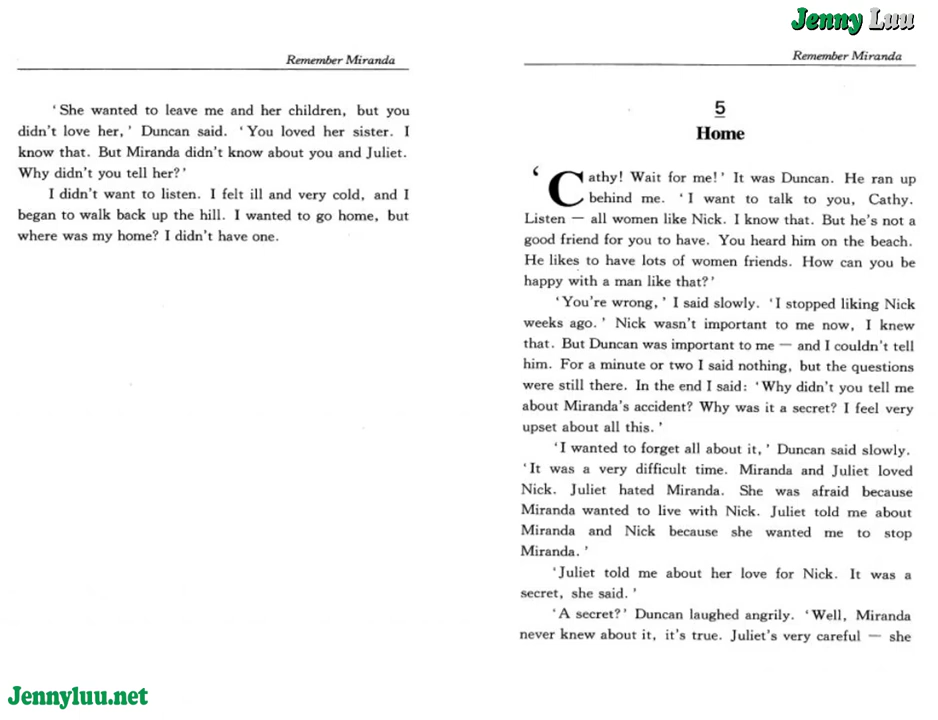 Jenny Luu
Remember Miranda
'She wanted to leave me and her children, but you
didn't love her,' Duncan said. 'You loved her sister. I
know that. But Miranda didn't know about you and Juliet.
Why didn't you tell her?'
I didn't want to listen. I felt ill and very cold, and I
began to walk back up the hill. I wanted to go home, but
where was my home? I didn't have one.
Remember Miranda
5
Home
'Cathy! Wait for me!' It was Duncan. He ran up
behind me. 'I want to talk to you, Cathy.
Listen — all women like Nick. I know that. But he's not a
good friend for you to have. You heard him on the beach.
He likes to have lots of women friends. How can you be
happy with a man like that?'
'You're wrong,' I said slowly. 'I stopped liking Nick
weeks ago.' Nick wasn't important to me now, I knew
that. But Duncan was important to me — and I couldn't tell
him. For a minute or two I said nothing, but the questions
were still there. In the end I said: 'Why didn't you tell me
about Miranda's accident? Why was it a secret? I feel very
upset about all this.'
'I wanted to forget all about it,' Duncan said slowly.
'It was a very difficult time. Miranda and Juliet loved
Nick. Juliet hated Miranda. She was afraid because
Miranda wanted to live with Nick. Juliet told me about
Miranda and Nick because she wanted me to stop
Miranda.'
'Juliet told me about her love for Nick. It was a
secret, she said.'
'A secret?' Duncan laughed angrily. 'Well, Miranda
never knew about it, it's true. Juliet's very careful — she
Jennyluu.net